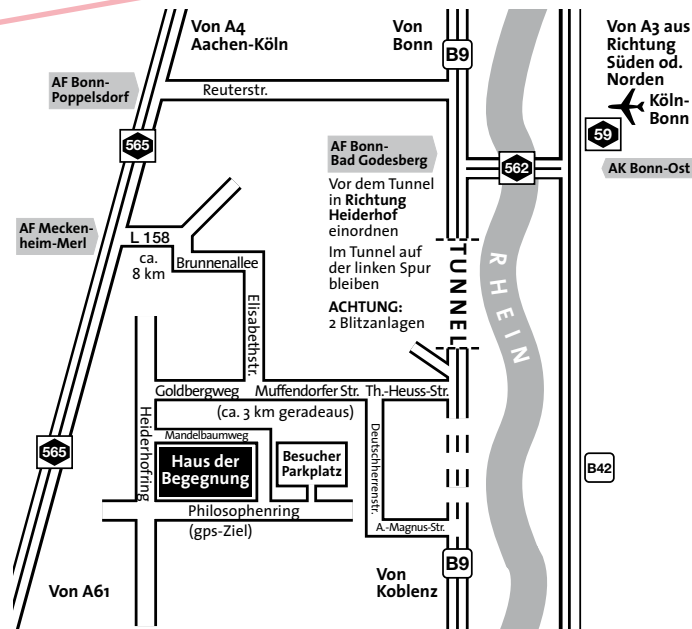 Von A4
Aachen-Köln
Von
Bonn
B9
Von A3 aus
Richtung
Süden od.
Norden
Köln-
Bonn
59
AK Bonn-Ost
AF Bonn-
Poppelsdorf
Reuterstr.
565
AF Bonn-
Bad Godesberg
562
Vor dem Tunnel
in Richtung
Heiderhof
einordnen
Im Tunnel auf
der linken Spur
bleiben
ACHTUNG:
2 Blitzanlagen
TUNNEL
RHEIN
AF Mecken-
heim-Merl
L 158
ca.
8 km
Brunnenallee
Elisabethstr.
Goldbergweg
Muffendorfer Str.
Th.-Heuss-Str.
(ca. 3 km geradeaus)
Heiderhofring
Mandelbaumweg
Haus der
Begegnung
Besucher
Parkplatz
Deutschherrenstr.
565
B42
Philosophenring
(gps-Ziel)
A.-Magnus-Str.
Von A61
Von
Koblenz
B9